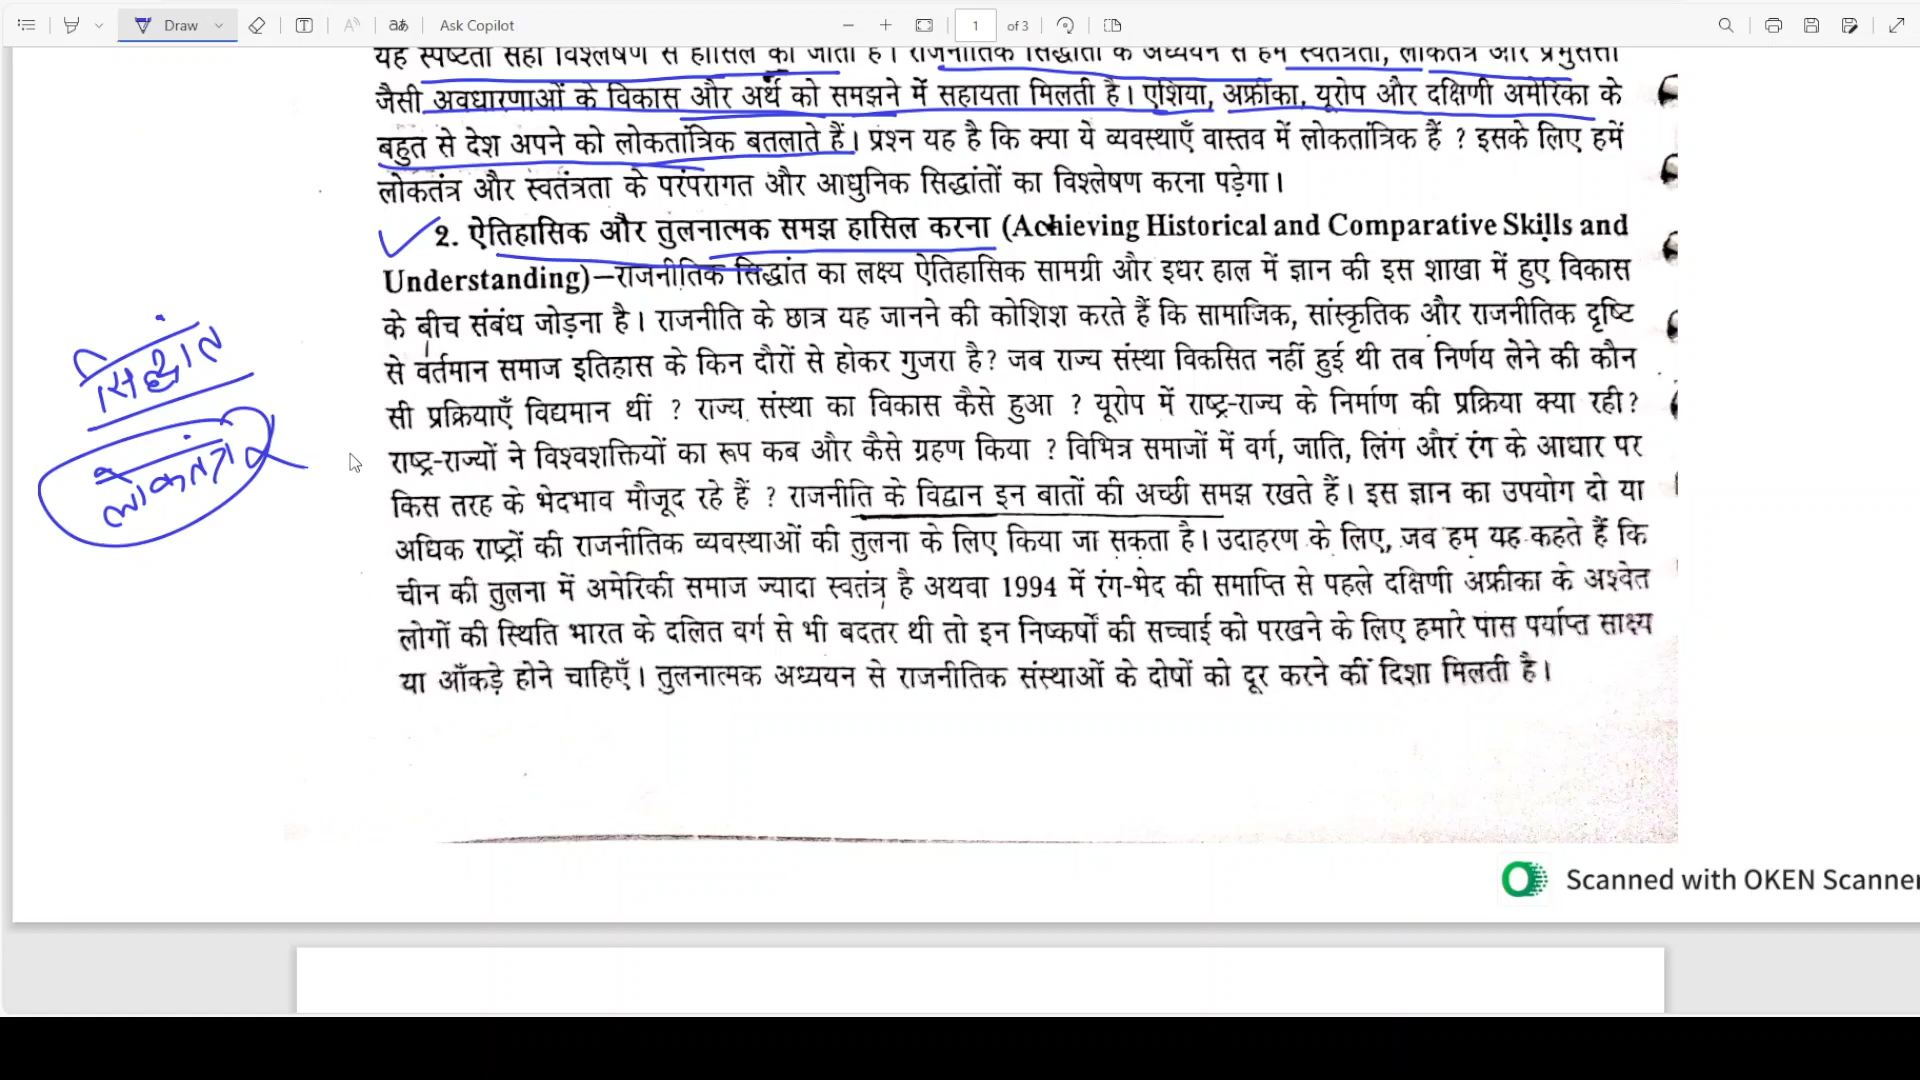 Draw
Ask Copilot
1 of 3
यह स्पष्टता सही विश्लेषण से हासिल की जाती है। राजनीतिक सिद्धांतों के अध्ययन से हमें स्वतंत्रता, लोकतंत्र और प्रभुसत्ता
जैसी अवधारणाओं के विकास और अर्थ को समझने में सहायता मिलती है। एशिया, अफ्रीका, यूरोप और दक्षिणी अमेरिका के
बहुत से देश अपने को लोकतांत्रिक बतलाते हैं। प्रश्न यह है कि क्या ये व्यवस्थाएँ वास्तव में लोकतांत्रिक हैं ? इसके लिए हमें
लोकतंत्र और स्वतंत्रता के परंपरागत और आधुनिक सिद्धांतों का विश्लेषण करना पड़ेगा।
2. ऐतिहासिक और तुलनात्मक समझ हासिल करना (Achieving Historical and Comparative Skills and
Understanding)—राजनीतिक सिद्धांत का लक्ष्य ऐतिहासिक सामग्री और इधर हाल में ज्ञान की इस शाखा में हुए विकास
के बीच संबंध जोड़ना है। राजनीति के छात्र यह जानने की कोशिश करते हैं कि सामाजिक, सांस्कृतिक और राजनीतिक दृष्टि
से वर्तमान समाज इतिहास के किन दौरों से होकर गुजरा है? जब राज्य संस्था विकसित नहीं हुई थी तब निर्णय लेने की कौन
सी प्रक्रियाएँ विद्यमान थीं ? राज्य संस्था का विकास कैसे हुआ ? यूरोप में राष्ट्र-राज्य के निर्माण की प्रक्रिया क्या रही?
राष्ट्र-राज्यों ने विश्वशक्तियों का रूप कब और कैसे ग्रहण किया ? विभिन्न समाजों में वर्ग, जाति, लिंग और रंग के आधार पर
किस तरह के भेदभाव मौजूद रहे हैं ? राजनीति के विद्वान इन बातों की अच्छी समझ रखते हैं। इस ज्ञान का उपयोग दो या
अधिक राष्ट्रों की राजनीतिक व्यवस्थाओं की तुलना के लिए किया जा सकता है। उदाहरण के लिए, जब हम यह कहते हैं कि
चीन की तुलना में अमेरिकी समाज ज्यादा स्वतंत्र है अथवा 1994 में रंग-भेद की समाप्ति से पहले दक्षिणी अफ्रीका के अश्वेत
लोगों की स्थिति भारत के दलित वर्ग से भी बदतर थी तो इन निष्कर्षों की सच्चाई को परखने के लिए हमारे पास पर्याप्त साक्ष्य
या आँकड़े होने चाहिएँ। तुलनात्मक अध्ययन से राजनीतिक संस्थाओं के दोषों को दूर करने की दिशा मिलती है।
सिद्धांत
लोकतंत्र
Scanned with OKEN Scanner